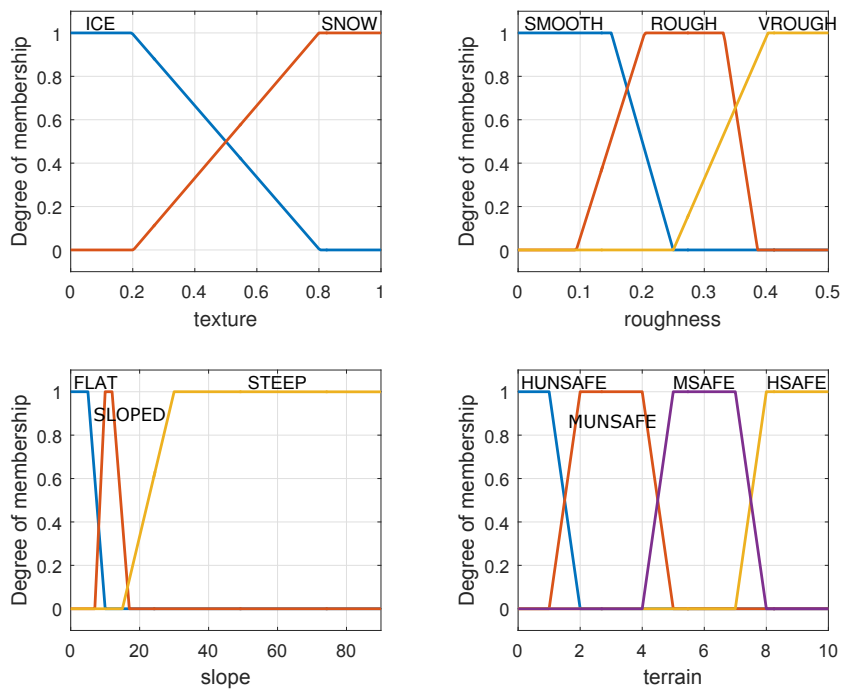 ICE SNOW
1
0.8
0.6
0.4
0.2
0
Degree of membership
0 0.2 0.4 0.6 0.8 1
texture
SMOOTH ROUGH VROUGH
1
0.8
0.6
0.4
0.2
0
Degree of membership
0 0.1 0.2 0.3 0.4 0.5
roughness
FLAT STEEP
SLOPED
1
0.8
0.6
0.4
0.2
0
Degree of membership
0 20 40 60 80
slope
HUNSAFE MSAFE HSAFE
MUNSAFE
1
0.8
0.6
0.4
0.2
0
Degree of membership
0 2 4 6 8 10
terrain